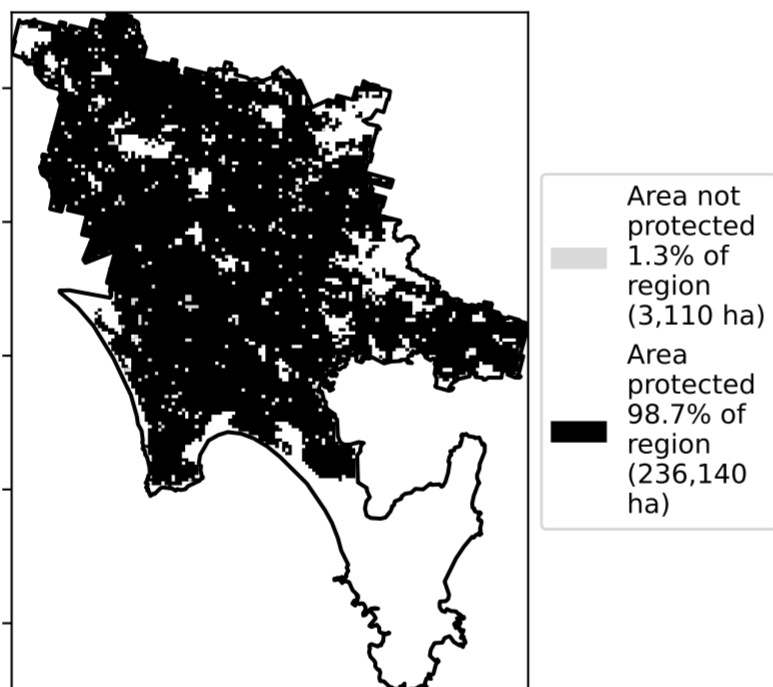 Area not
protected
1.3% of
region
(3,110 ha)
Area
protected
98.7% of
region
(236,140
ha)